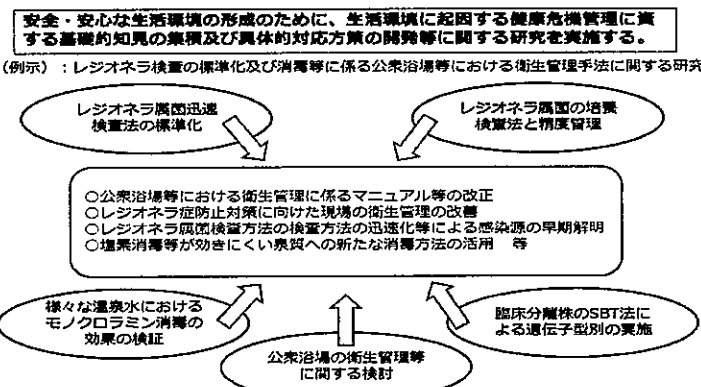 安全・安心な生活環境の形成のために、生活環境に起因する健康危機管理に資
する基礎的知見の集積及び具体的対応方策の開発等に関する研究を実施する。
(例示) :レジオネラ検査の標準化及び消毒等に係る公衆浴場等における衛生管理手法に関する研究
レジオネラ属菌迅速
検査法の標準化
レジオネラ属菌の培養
検査法と精度管理
○公衆浴場等における衛生管理に係るマニュアル等の改正
○レジオネラ症防止対策に向けた現場の衛生管理の改善
○レジオネラ属菌検査方法の検査方法の迅速化等による感染源の早期解明
○塩素消毒等が効きにくい泉質への新たな消毒方法の活用 等
様々な温泉水における
モノクロラミン消毒の
効果の検証
公衆浴場の衛生管理等
に関する検討
臨床分離株のSBT法に
よる遺伝子型別の実施